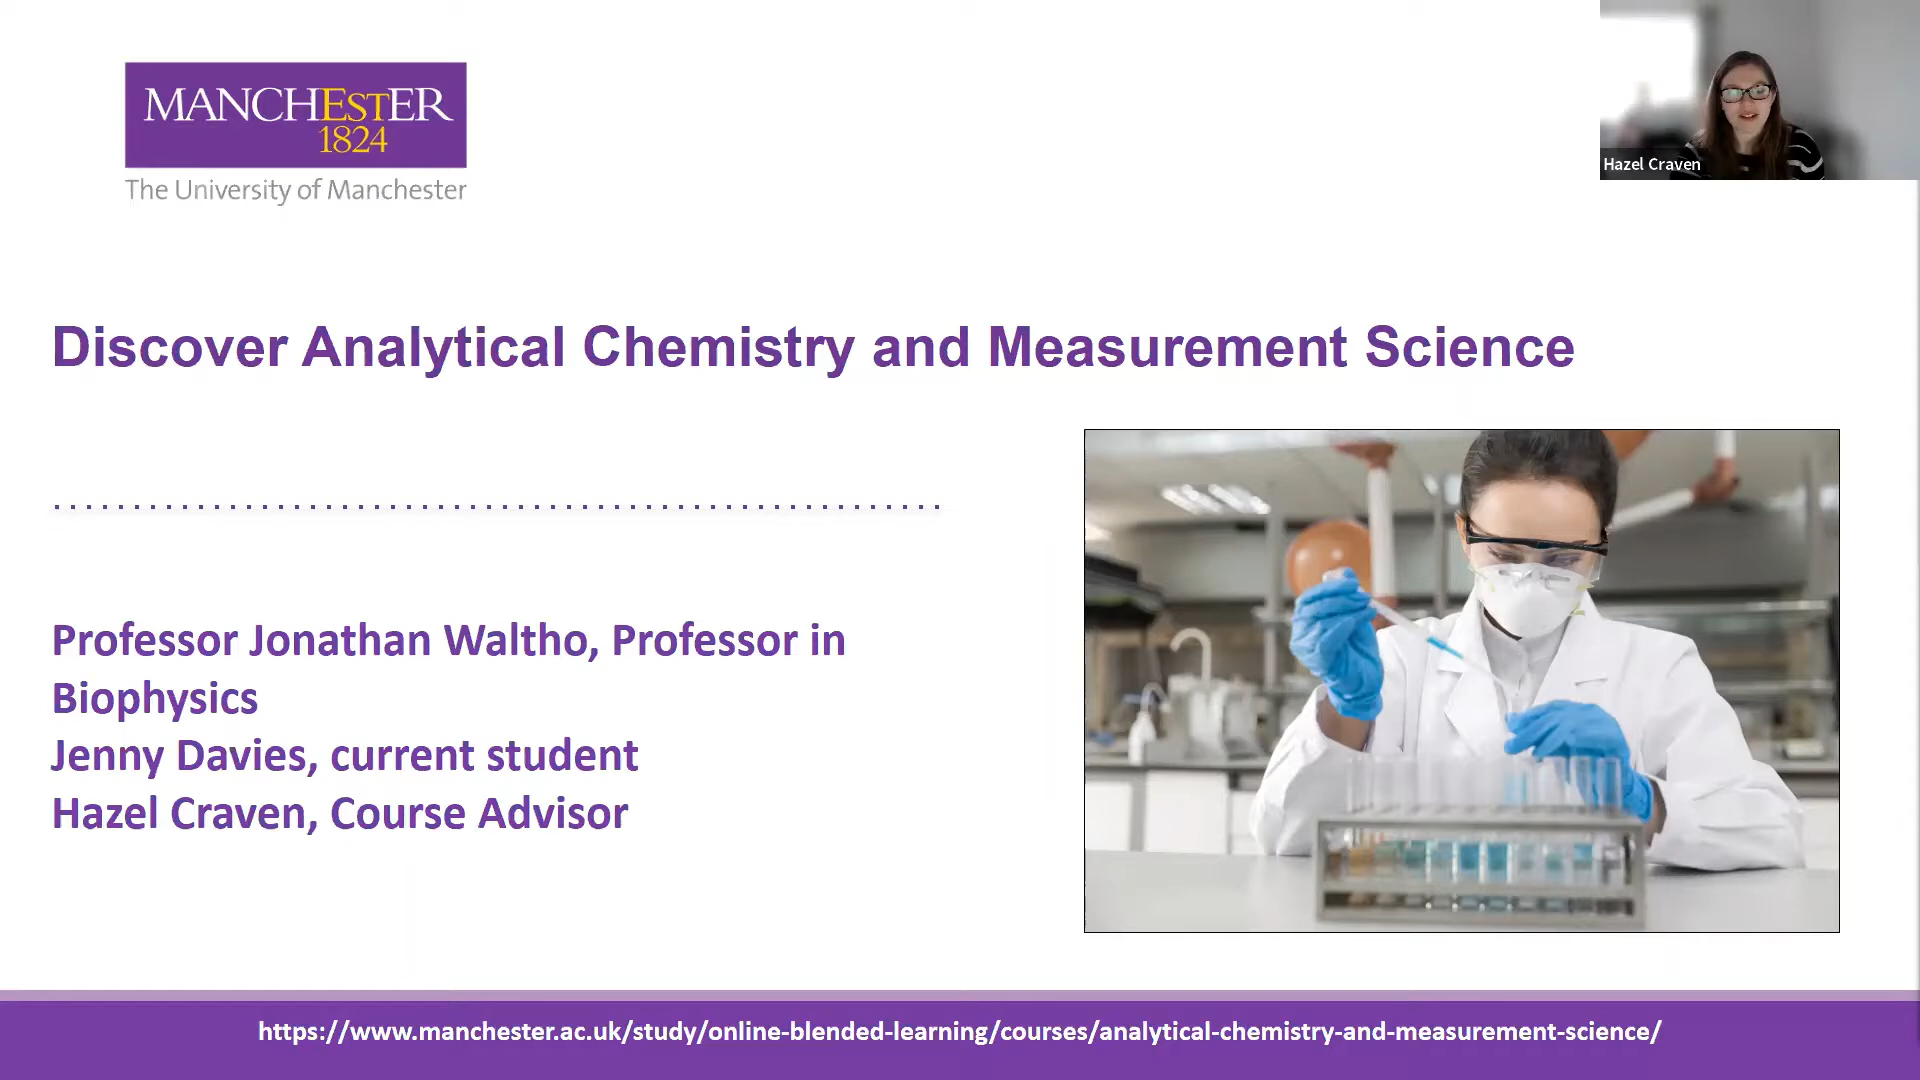 MANCHESTER
1824
The University of Manchester
Hazel Craven
Discover Analytical Chemistry and Measurement Science
Professor Jonathan Waltho, Professor in
Biophysics
Jenny Davies, current student
Hazel Craven, Course Advisor
https://www.manchester.ac.uk/study/online-blended-learning/courses/analytical-chemistry-and-measurement-science/